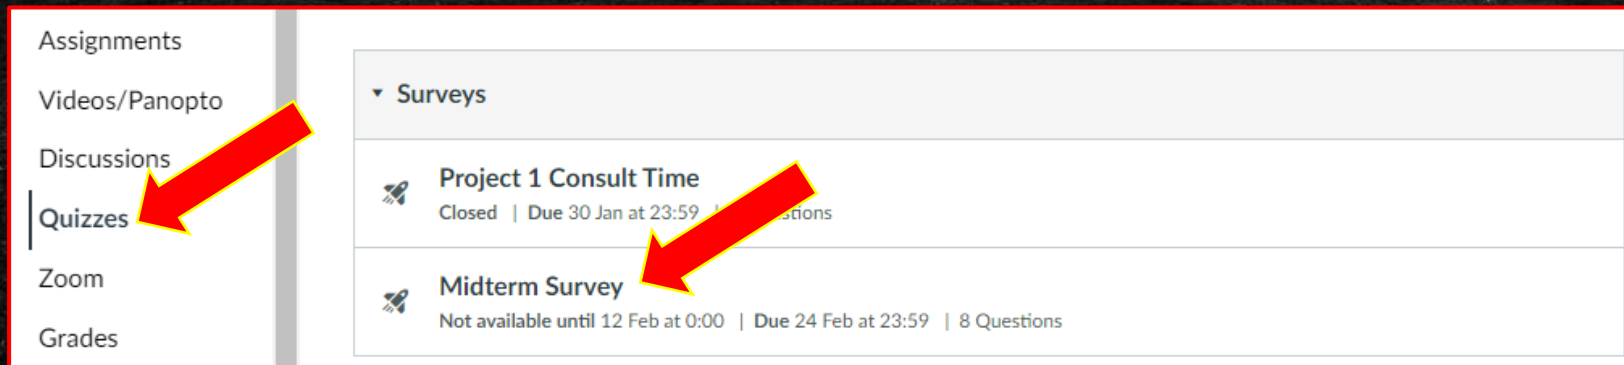 Assignments
Videos/Panopto
Discussions
Quizzes
Zoom
Grades
Surveys
Project 1 Consult Time
Closed | Due 30 Jan at 23:59
Midterm Survey
Not available until 12 Feb at 0:00 | Due 24 Feb at 23:59 | 8 Questions